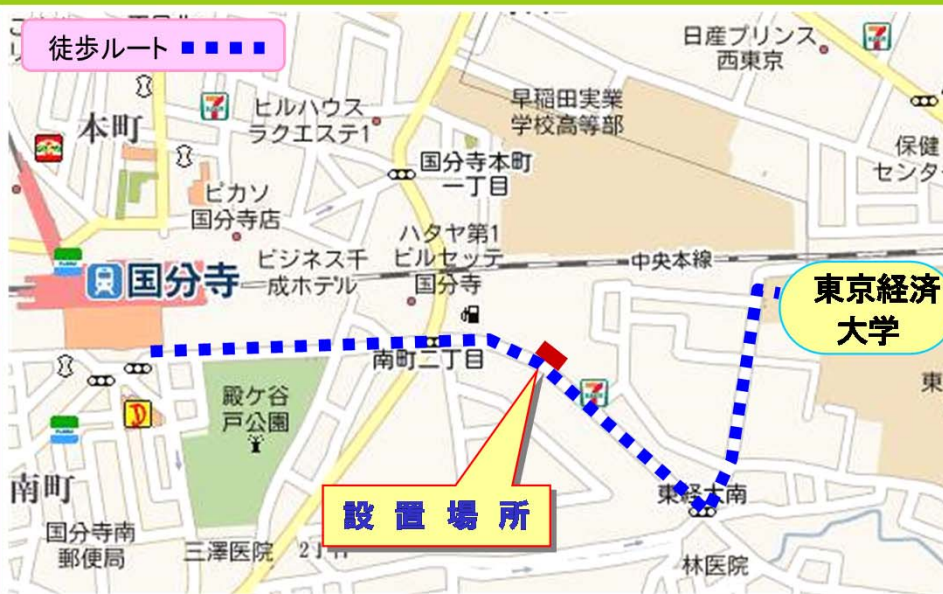 徒歩ルート
日産プリンス
西東京
本町
ヒルハウス
ラクエステ1
早稲田実業
学校高等部
保健
センター
国分寺本町
一丁目
ピカソ
国分寺店
ハタヤ第1
ビルセッテ
国分寺
ビジネス千
成ホテル
中央本線
国分寺
東京経済
大学
南町二丁目
殿ケ谷
戸公園
東
南町
設置場所
東経大南
国分寺南
郵便局
三澤医院
林医院